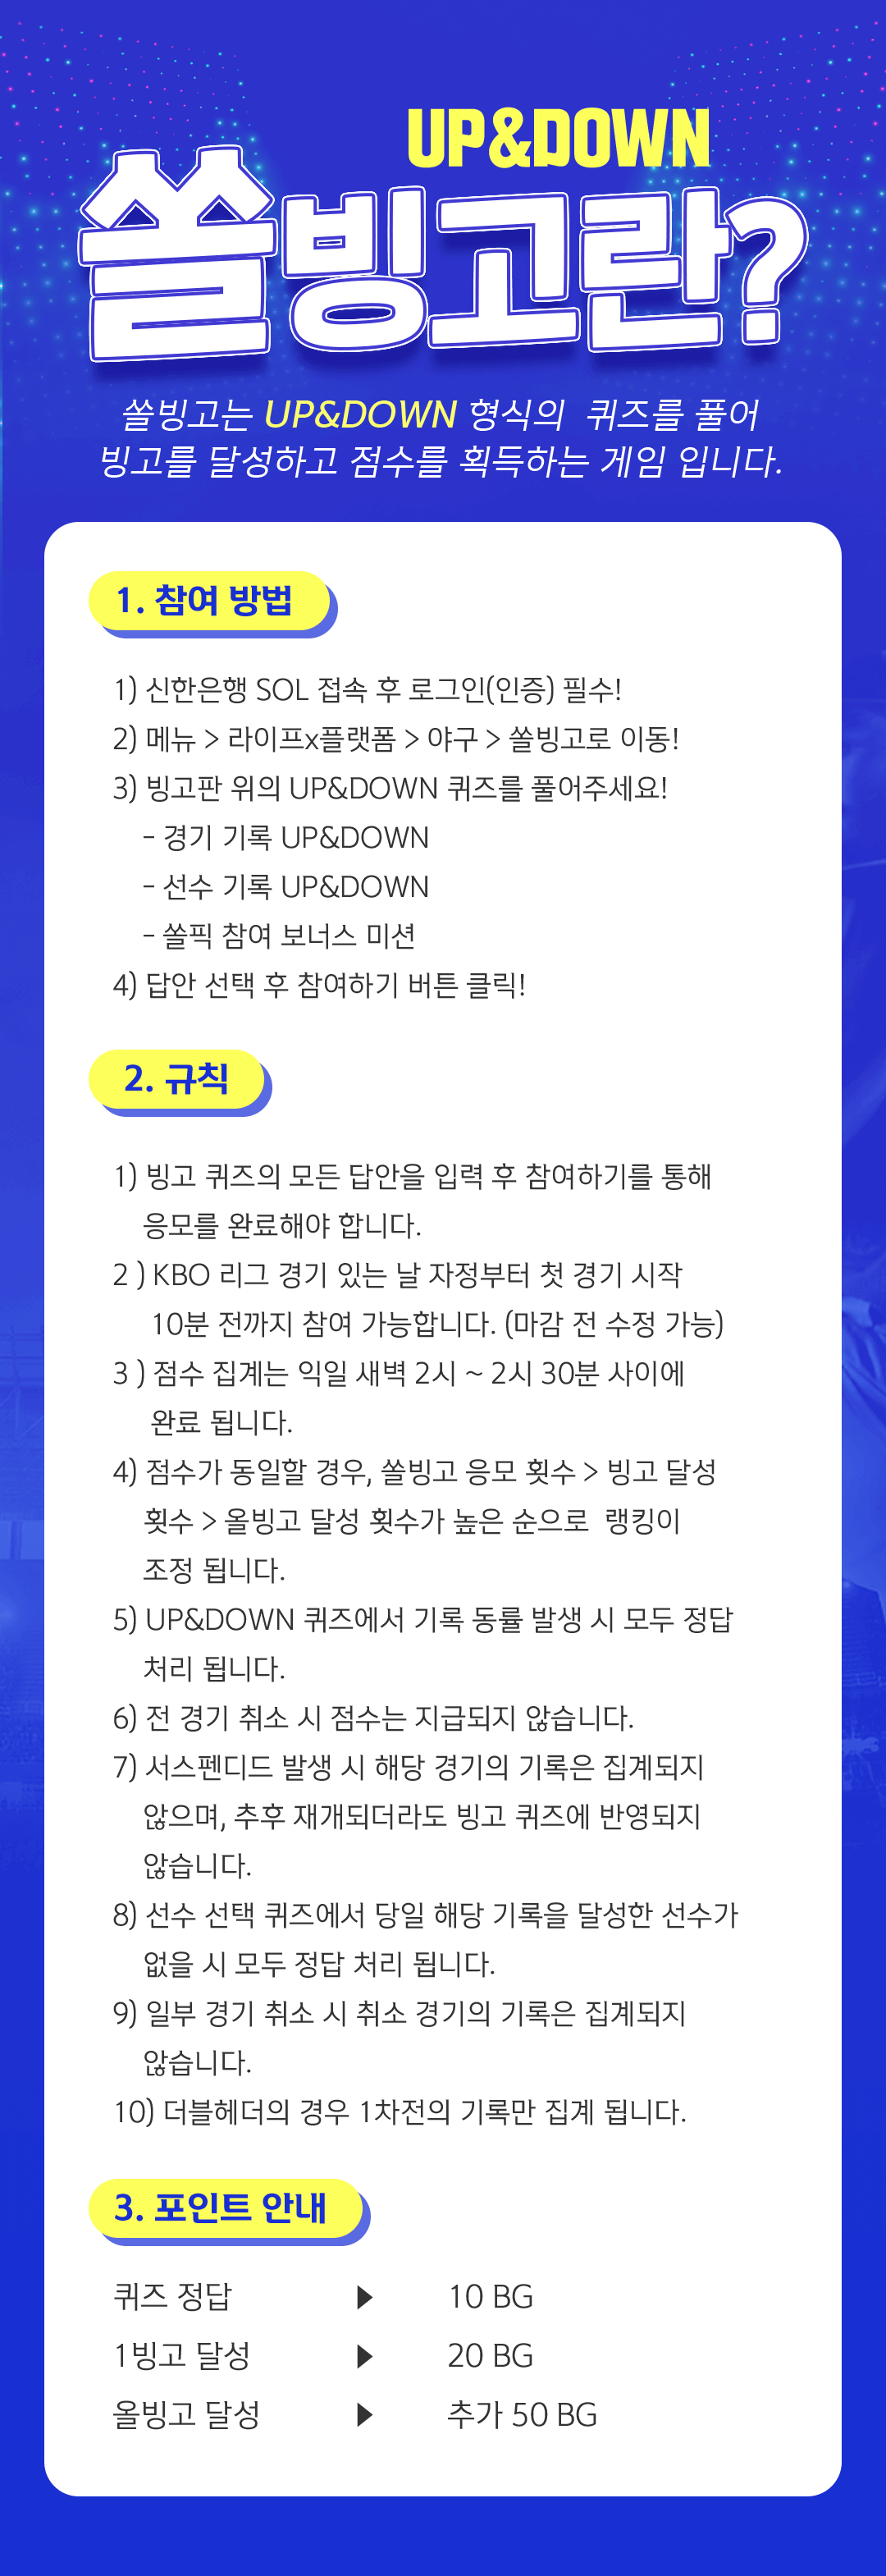 UP&DOWN
쏠빙고란?
쏠빙고는 UP&DOWN 형식의 퀴즈를 풀어
빙고를 달성하고 점수를 획득하는 게임 입니다.
1. 참여 방법
1) 신한은행 SOL 접속 후 로그인(인증) 필수!
2) 메뉴 > 라이프x플랫폼 > 야구 > 쏠빙고로 이동!
3) 빙고판 위의 UP&DOWN 퀴즈를 풀어주세요!
- 경기 기록 UP&DOWN
- 선수 기록 UP&DOWN
- 쏠픽 참여 보너스 미션
4) 답안 선택 후 참여하기 버튼 클릭!
2. 규칙
1) 빙고 퀴즈의 모든 답안을 입력 후 참여하기를 통해
응모를 완료해야 합니다.
2 ) KBO 리그 경기 있는 날 자정부터 첫 경기 시작
10분 전까지 참여 가능합니다. (마감 전 수정 가능)
3 ) 점수 집계는 익일 새벽 2시 ~ 2시 30분 사이에
완료 됩니다.
4) 점수가 동일할 경우, 쏠빙고 응모 횟수 > 빙고 달성
횟수 > 올빙고 달성 횟수가 높은 순으로 랭킹이
조정 됩니다.
5) UP&DOWN 퀴즈에서 기록 동률 발생 시 모두 정답
처리 됩니다.
6) 전 경기 취소 시 점수는 지급되지 않습니다.
7) 서스펜디드 발생 시 해당 경기의 기록은 집계되지
않으며, 추후 재개되더라도 빙고 퀴즈에 반영되지
않습니다.
8) 선수 선택 퀴즈에서 당일 해당 기록을 달성한 선수가
없을 시 모두 정답 처리 됩니다.
9) 일부 경기 취소 시 취소 경기의 기록은 집계되지
않습니다.
10) 더블헤더의 경우 1차전의 기록만 집계 됩니다.
3. 포인트 안내
퀴즈 정답 ▶ 10 BG
1빙고 달성 ▶ 20 BG
올빙고 달성 ▶ 추가 50 BG